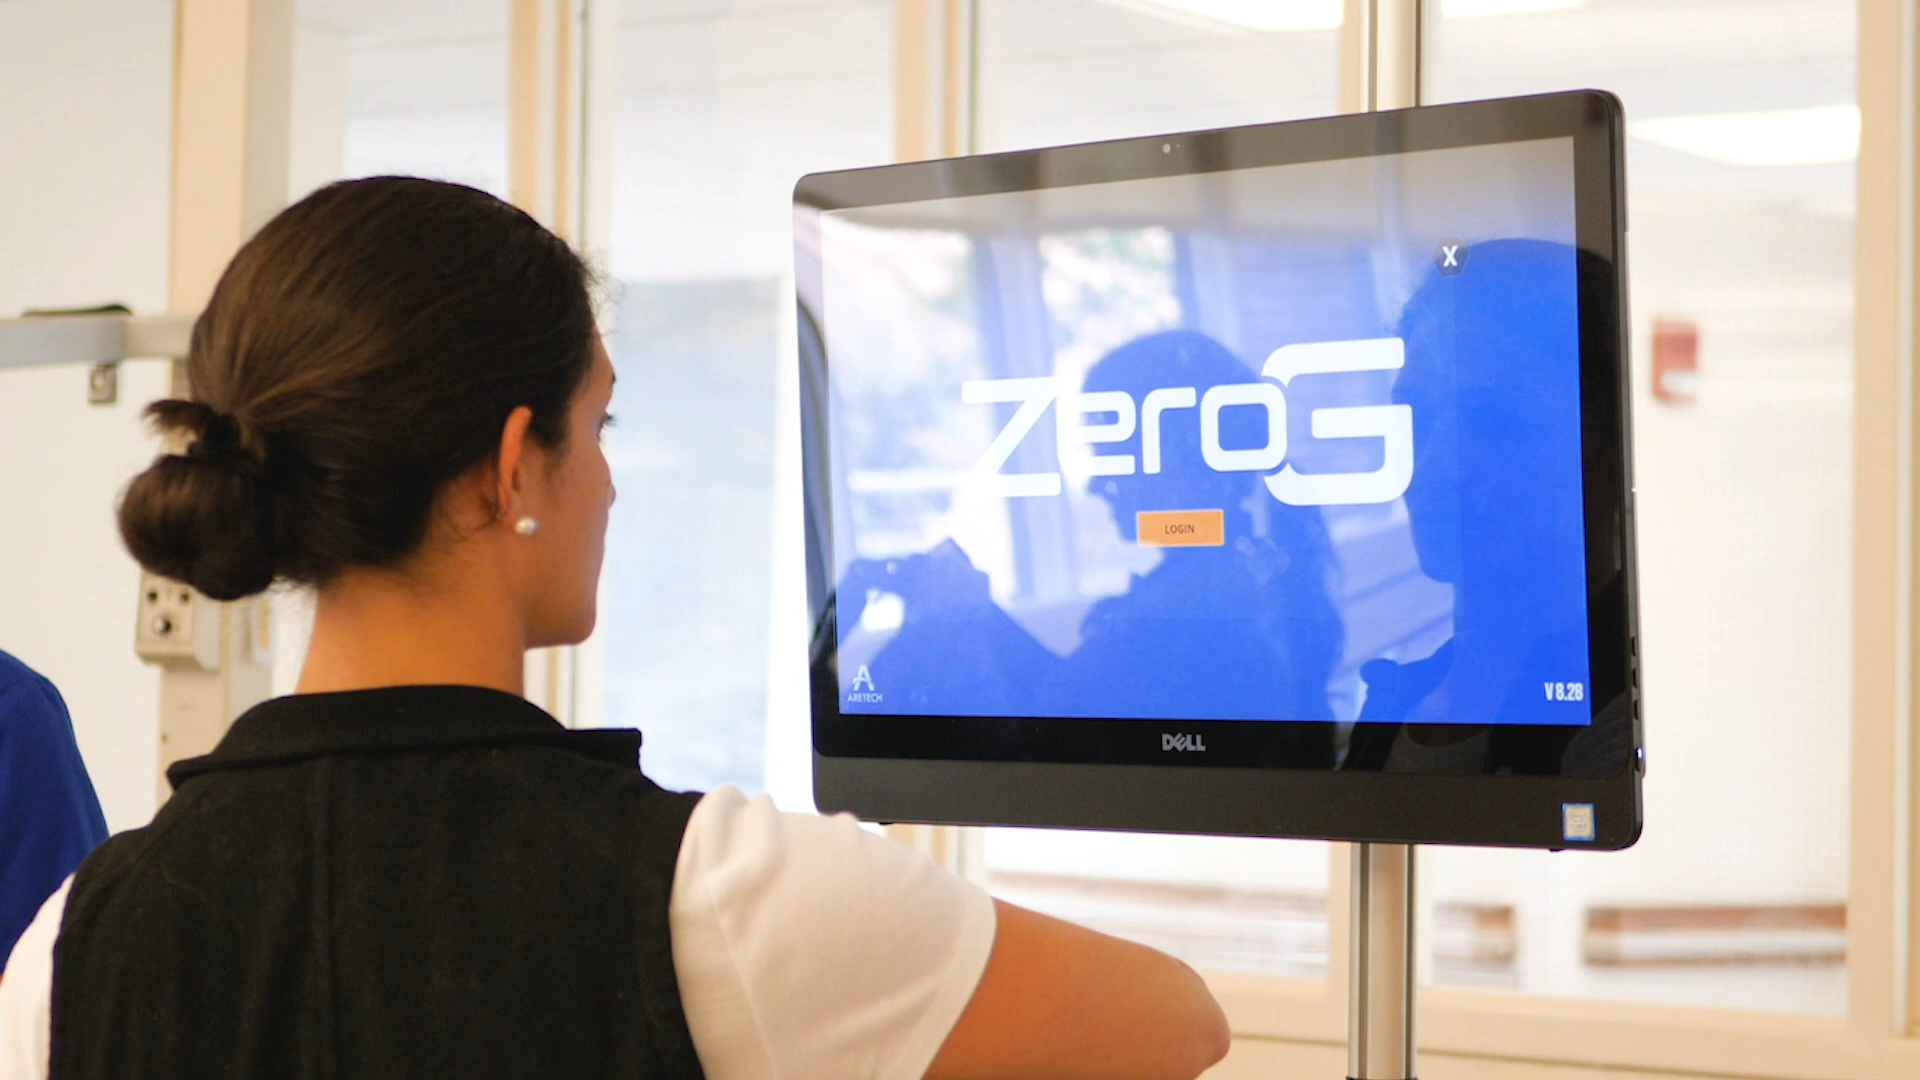 X
ZeroG
LOGIN
ARETECH
V 8.28
DELL